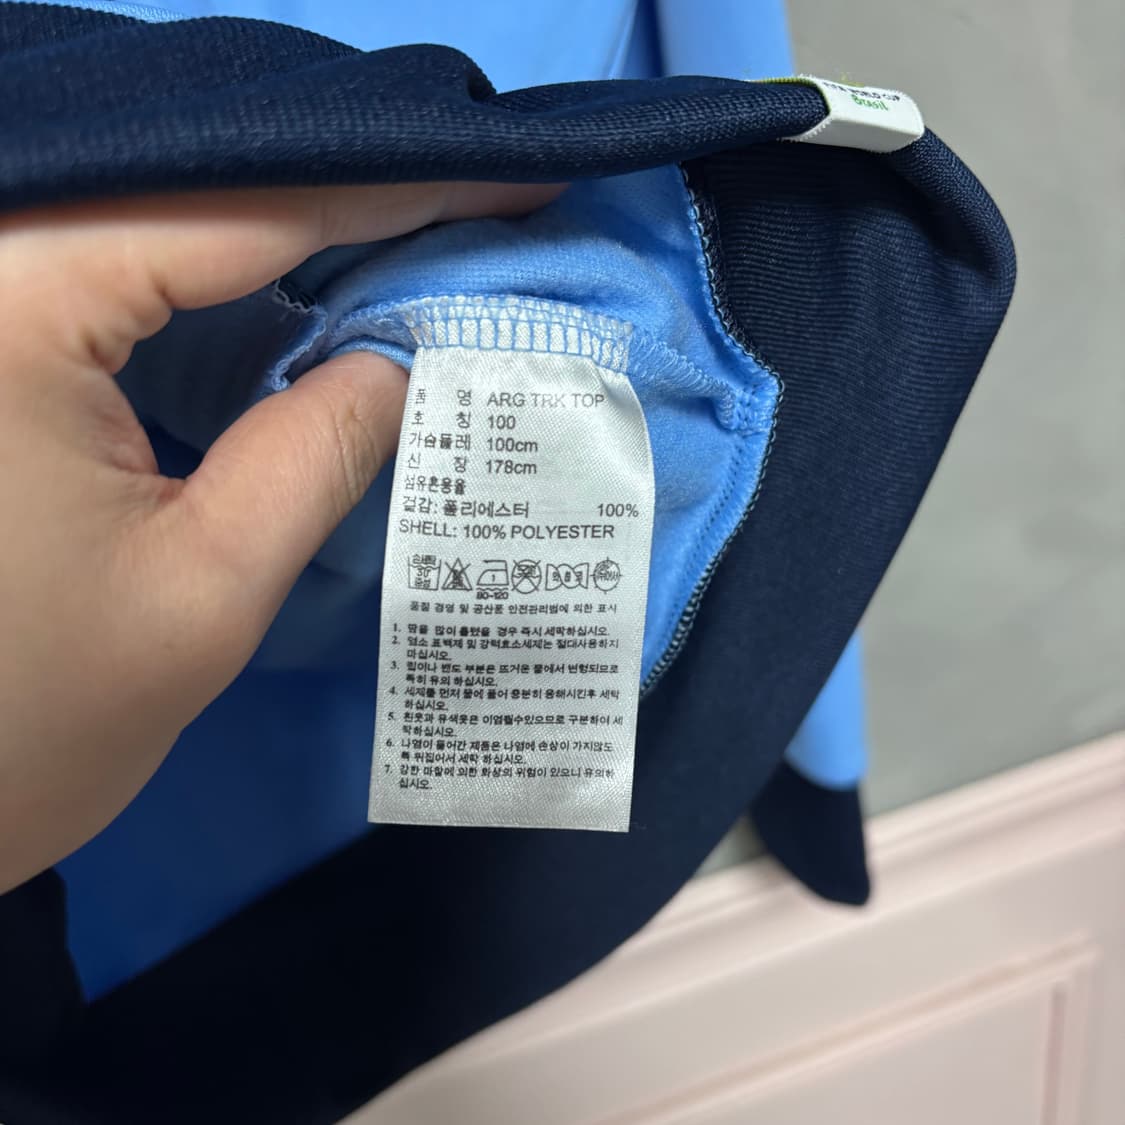 FIFA WORLD CUP
Brasil
품 명 ARG TRK TOP
호 칭 100
가슴둘레 100cm
신 장 178cm
섬유혼용율
겉감: 폴리에스터 100%
SHELL: 100% POLYESTER
손세탁
30°
중성
80~120
품질 경영 및 공산품 안전관리법에 의한 표시
1. 땀을 많이 흘렸을 경우 즉시 세탁하십시오.
2. 염소 표백제 및 강력효소세제는 절대사용하지
마십시오.
3. 립이나 밴드 부분은 뜨거운 물에서 변형되므로
특히 유의 하십시오.
4. 세제를 먼저 물에 풀어 충분히 용해시킨후 세탁
하십시오.
5. 흰옷과 유색옷은 이염될수있으므로 구분하여 세
탁하십시오.
6. 나염이 들어간 제품은 나염에 손상이 가지않도
록 뒤집어서 세탁 하십시오.
7. 강한 마찰에 의한 화상의 위험이 있으니 유의하
십시오.